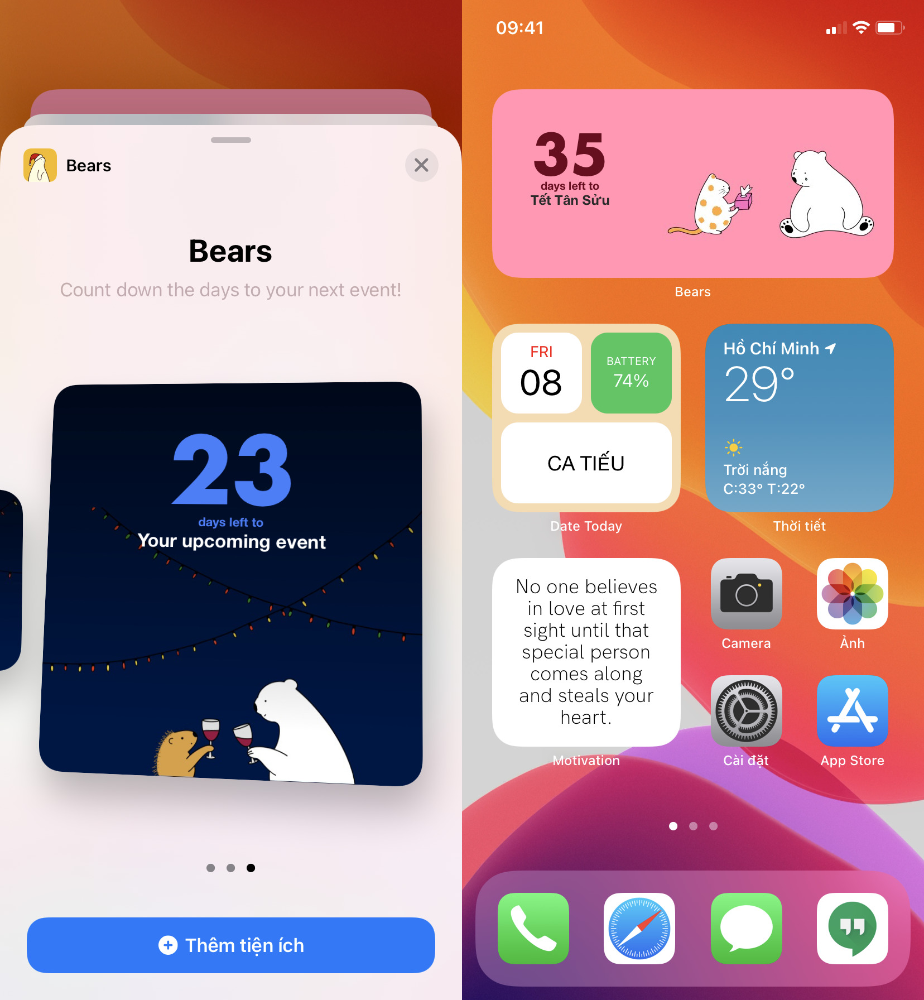 Bears
Bears
Count down the days to your next event!
23
days left to
Your upcoming event
Thêm tiện ích
09:41
35
days left to
Tết Tân Sửu
Bears
FRI
08
BATTERY
74%
CA TIẾU
Date Today
Hồ Chí Minh
29°
Trời nắng
C:33° T:22°
Thời tiết
No one believes
in love at first
sight until that
special person
comes along
and steals your
heart.
Motivation
Camera
Ảnh
Cài đặt
App Store